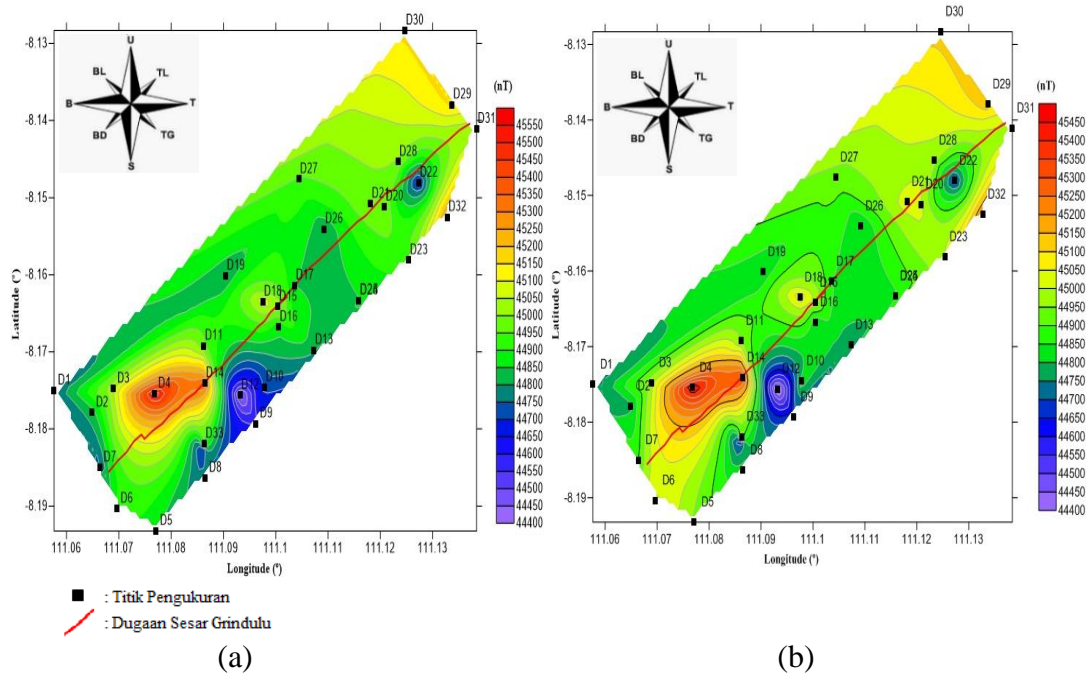 (a)
U
BL
TL
B
T
BD
TG
S
D30
D29
D31
D28
D22
D27
D21
D20
D32
D26
D23
D19
D17
D18
D15
D16
D13
D11
D14
D10
D9
D1
D3
D4
D2
D33
D7
D8
D6
D5
-8.13
-8.14
-8.15
-8.16
-8.17
-8.18
-8.19
Latitude (°)
111.06 111.07 111.08 111.09 111.1 111.12 111.13
Longitude (°)
(nT)
45550
45500
45450
45400
45350
45300
45250
45200
45150
45100
45050
45000
44950
44900
44850
44800
44750
44700
44650
44600
44550
44500
44450
44400
(b)
U
BL
TL
B
T
BD
TG
S
D30
D29
D31
D28
D22
D27
D21
D20
D32
D26
D23
D19
D17
D18
D16
D13
D11
D14
D10
D12
D9
D1
D3
D4
D2
D33
D7
D8
D6
D5
-8.13
-8.14
-8.15
-8.16
-8.17
-8.18
-8.19
Latitude (°)
111.06 111.07 111.08 111.09 111.1 111.12 111.13
Longitude (°)
(nT)
45450
45400
45350
45300
45250
45200
45150
45100
45050
45000
44950
44900
44850
44800
44750
44700
44650
44600
44550
44500
44450
44400
: Titik Pengukuran
: Dugaan Sesar Grindulu
(a)
(b)